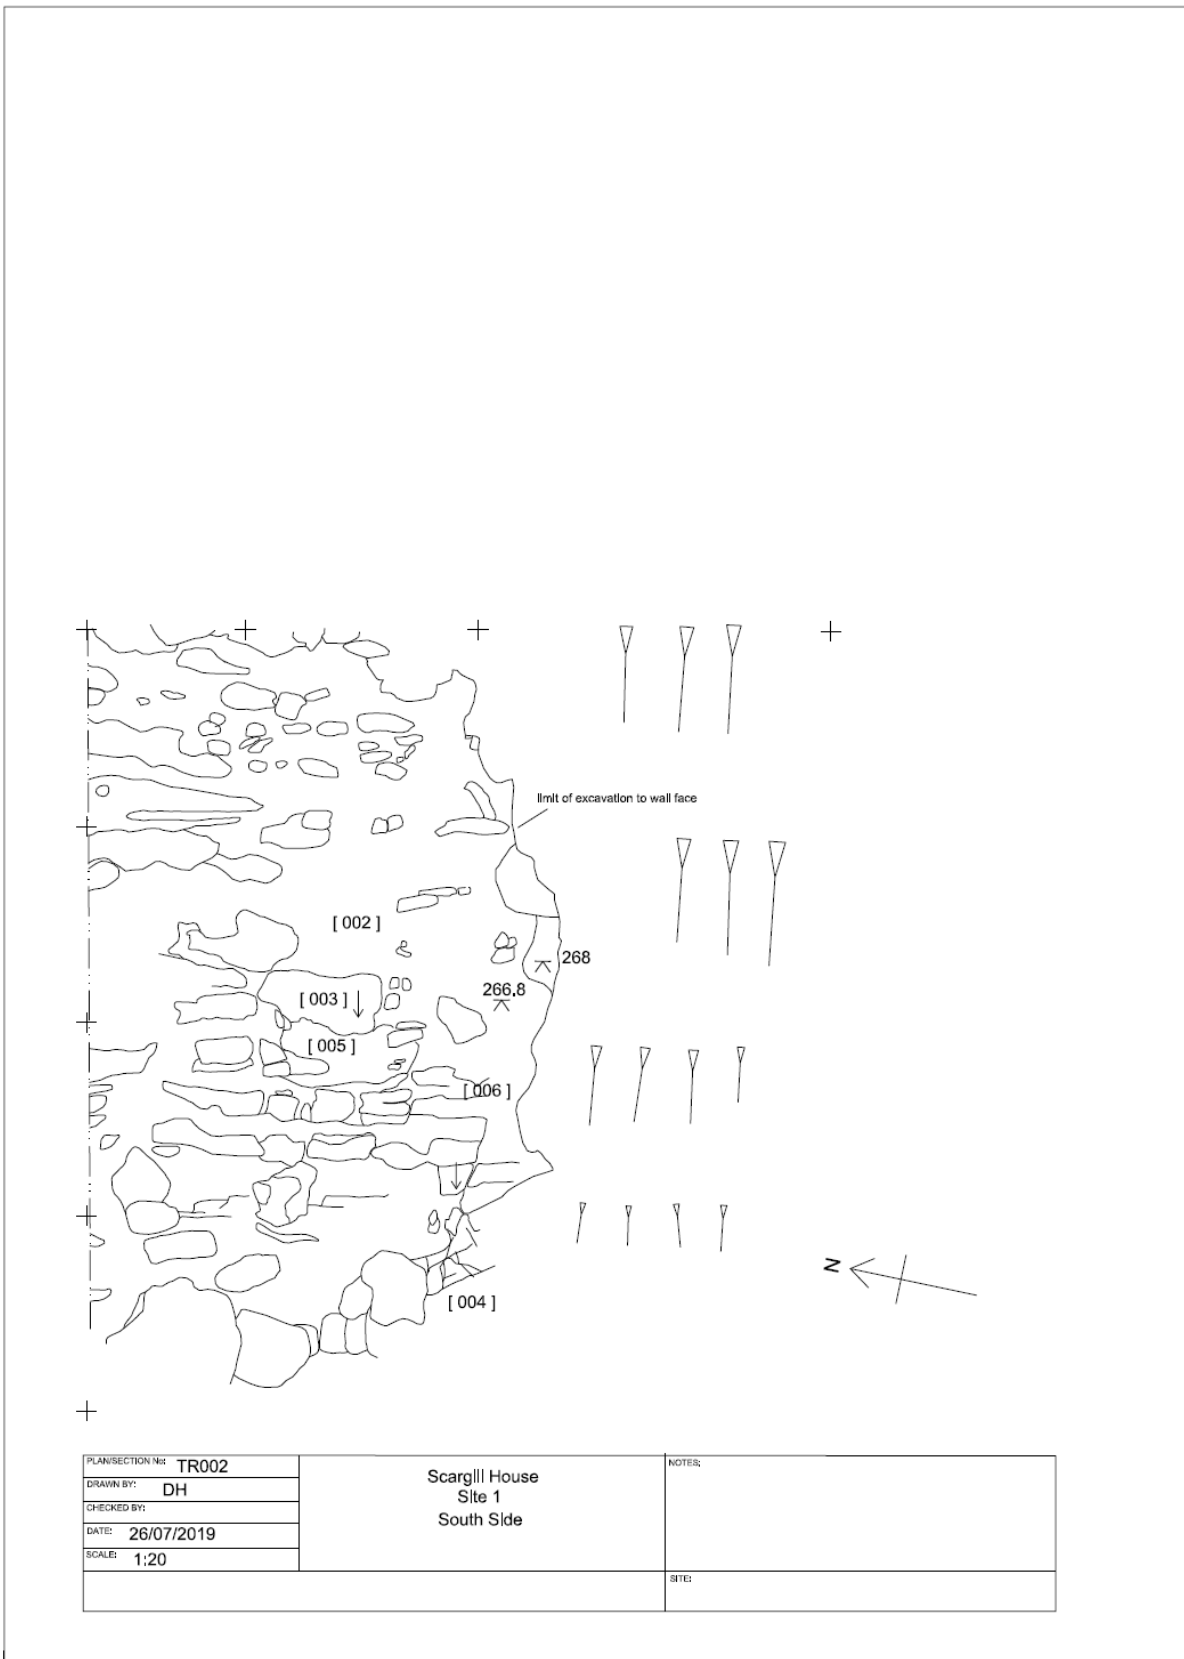 limit of excavation to wall face
[ 002 ]
268
266.8
[ 003 ]
[ 005 ]
[ 006 ]
N
[ 004 ]
PLAN/SECTION No: TR002
DRAWN BY: DH
CHECKED BY:
DATE: 26/07/2019
SCALE: 1:20
Scargill House
Site 1
South Side
NOTES:
SITE: